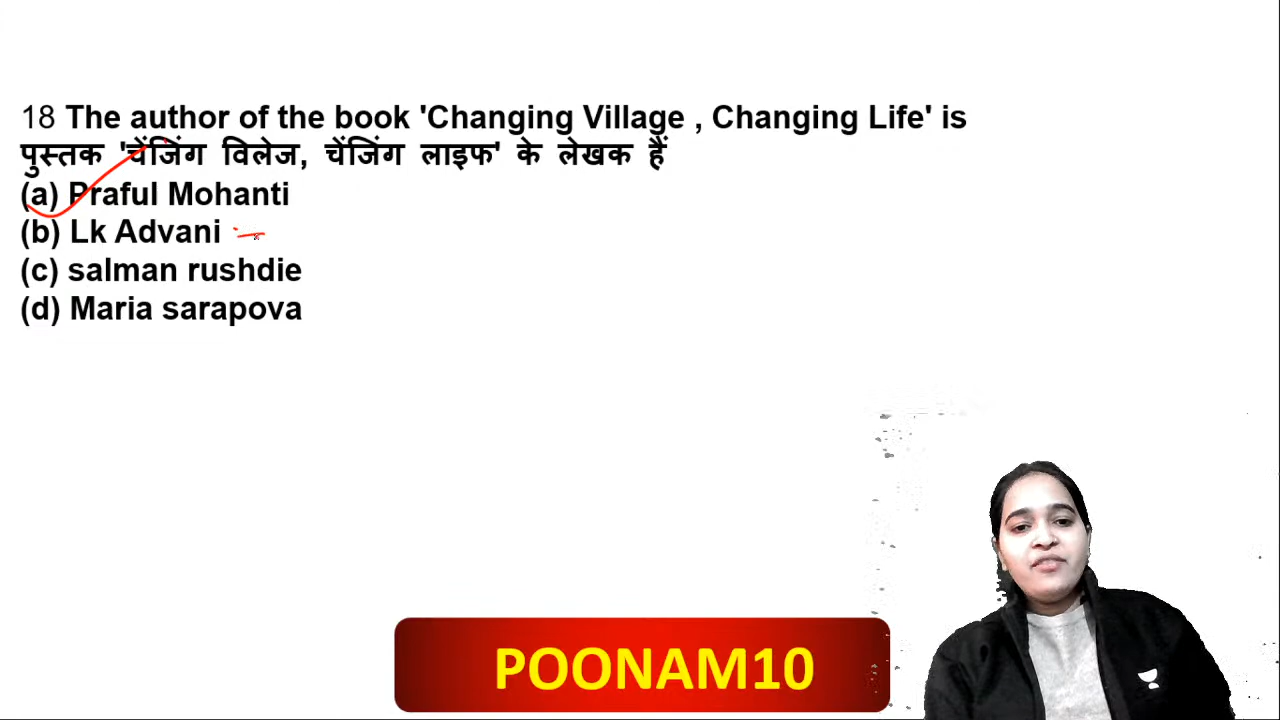 18 The author of the book 'Changing Village , Changing Life' is
पुस्तक 'चेंजिंग विलेज, चेंजिंग लाइफ' के लेखक हैं
(a) Praful Mohanti
(b) Lk Advani
(c) salman rushdie
(d) Maria sarapova
POONAM10